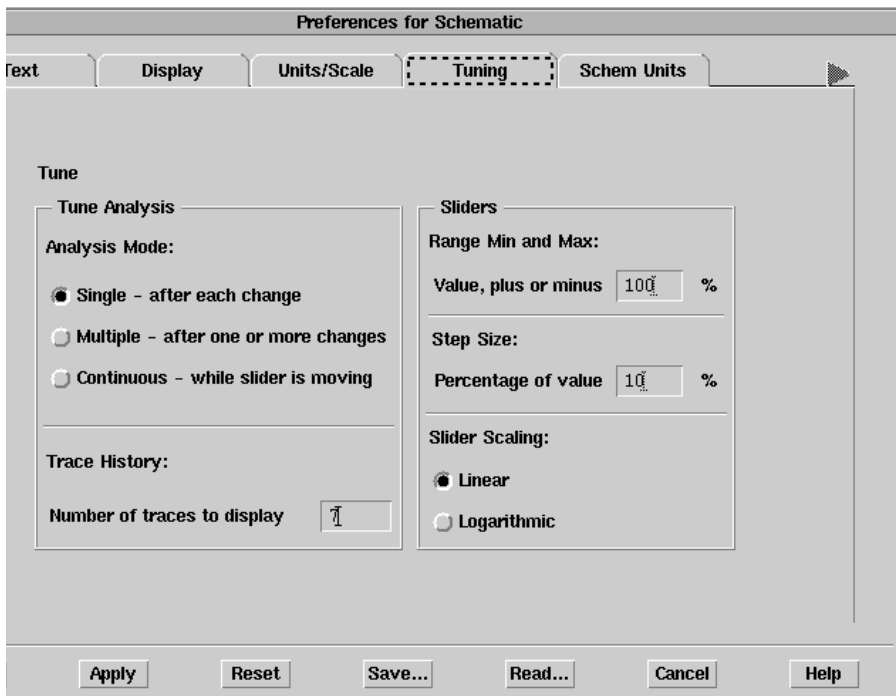 Preferences for Schematic
Text Display Units/Scale Tuning Schem Units
Tune
Tune Analysis
Analysis Mode:
Single - after each change
Multiple - after one or more changes
Continuous - while slider is moving
Trace History:
Number of traces to display 7
Sliders
Range Min and Max:
Value, plus or minus 100 %
Step Size:
Percentage of value 10 %
Slider Scaling:
Linear
Logarithmic
Apply Reset Save... Read... Cancel Help